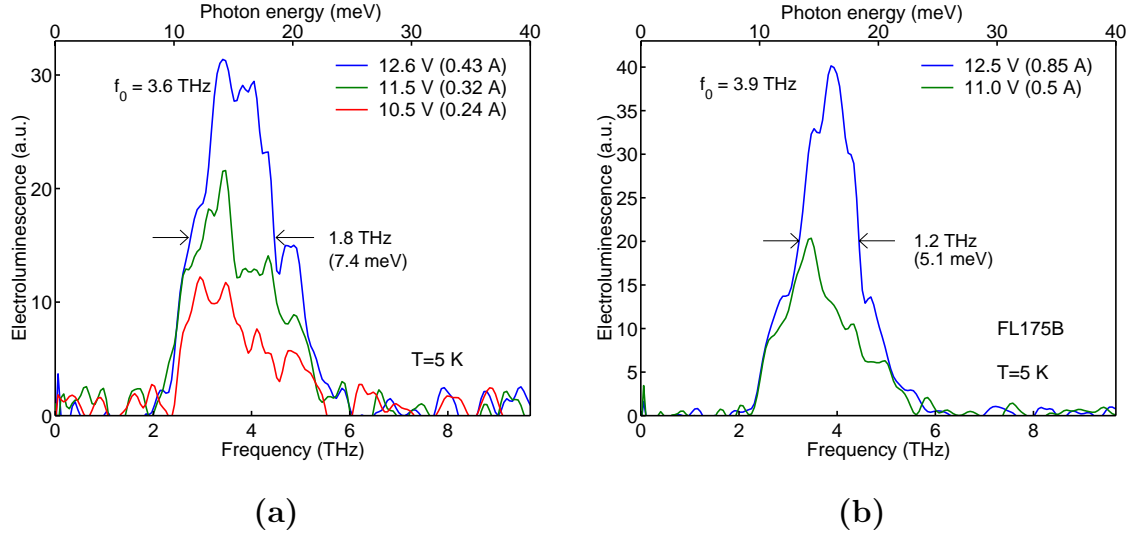 Photon energy (meV)
0 10 20 30 40
30
20
10
0
Electroluminescence (a.u.)
f0 = 3.6 THz
12.6 V (0.43 A)
11.5 V (0.32 A)
10.5 V (0.24 A)
1.8 THz
(7.4 meV)
T=5 K
0 2 4 6 8
Frequency (THz)
(a)
Photon energy (meV)
0 10 20 30 40
40
35
30
25
20
15
10
5
0
Electroluminescence (a.u.)
f0 = 3.9 THz
12.5 V (0.85 A)
11.0 V (0.5 A)
1.2 THz
(5.1 meV)
FL175B
T=5 K
0 2 4 6 8
Frequency (THz)
(b)